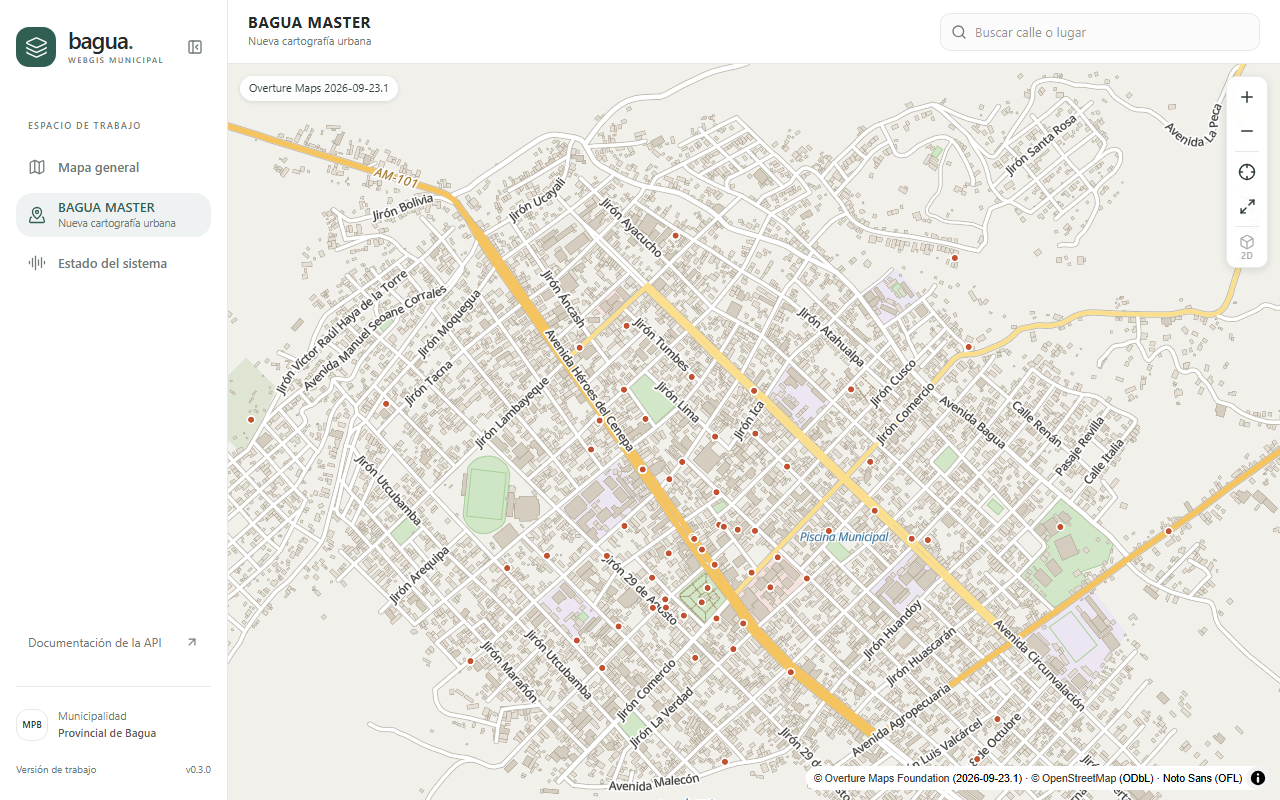 bagua.
WEBGIS MUNICIPAL
ESPACIO DE TRABAJO
Mapa general
BAGUA MASTER
Nueva cartografía urbana
Estado del sistema
Documentación de la API
MPB
Municipalidad
Provincial de Bagua
Versión de trabajo
v0.3.0
BAGUA MASTER
Nueva cartografía urbana
Buscar calle o lugar
Overture Maps 2026-09-23.1
2D
AM-101
Jirón Bolivia
Jirón Ucayali
Jirón Ayacucho
Jirón Santa Rosa
Avenida La Peca
Jirón Víctor Raúl Haya de la Torre
Avenida Manuel Seoane Corrales
Jirón Moquegua
Jirón Tacna
Jirón Lambayeque
Jirón Áncash
Avenida Héroes del Cenepa
Jirón Tumbes
Jirón Lima
Jirón Ica
Jirón Atahualpa
Jirón Cusco
Jirón Comercio
Avenida Bagua
Calle Renán
Pasaje Revilla
Calle Italia
Jirón Utcubamba
Jirón Arequipa
Piscina Municipal
Jirón 29 de Agosto
Jirón Utcubamba
Jirón Marañón
Jirón Comercio
Jirón La Verdad
Jirón Huandoy
Jirón Huascarán
Avenida Circunvalación
Avenida Agropecuaria
Luis Valcárcel
de Octubre
Jirón 29 d
Avenida Malecón
© Overture Maps Foundation (2026-09-23.1) · © OpenStreetMap (ODbL) · Noto Sans (OFL)